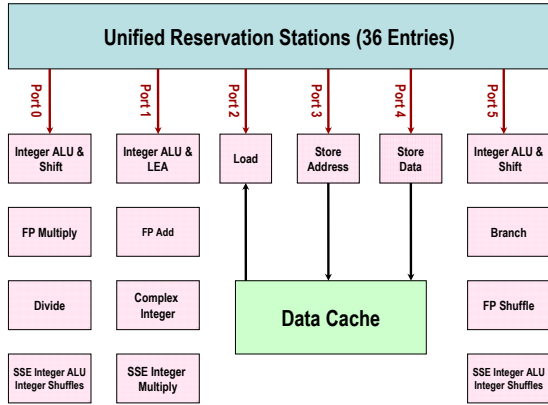 Unified Reservation Stations (36 Entries)
Port 0
Port 1
Port 2
Port 3
Port 4
Port 5
Integer ALU &
Shift
Integer ALU &
LEA
Load
Store
Address
Store
Data
Integer ALU &
Shift
FP Multiply
FP Add
Branch
Divide
Complex
Integer
Data Cache
FP Shuffle
SSE Integer ALU
Integer Shuffles
SSE Integer
Multiply
SSE Integer ALU
Integer Shuffles